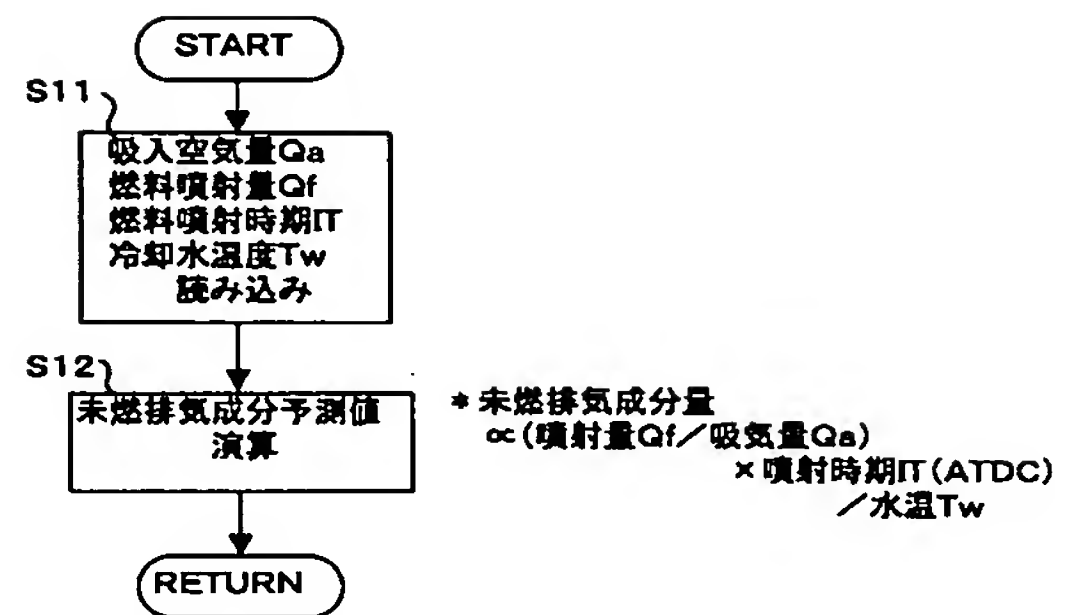 START
S11
吸入空気量Qa
燃料噴射量Qf
燃料噴射時期IT
冷却水温度Tw
読み込み
S12
未燃排気成分予測値
演算
*未燃排気成分量
∝(噴射量Qf/吸気量Qa)
×噴射時期IT(ATDC)
/水温Tw
RETURN